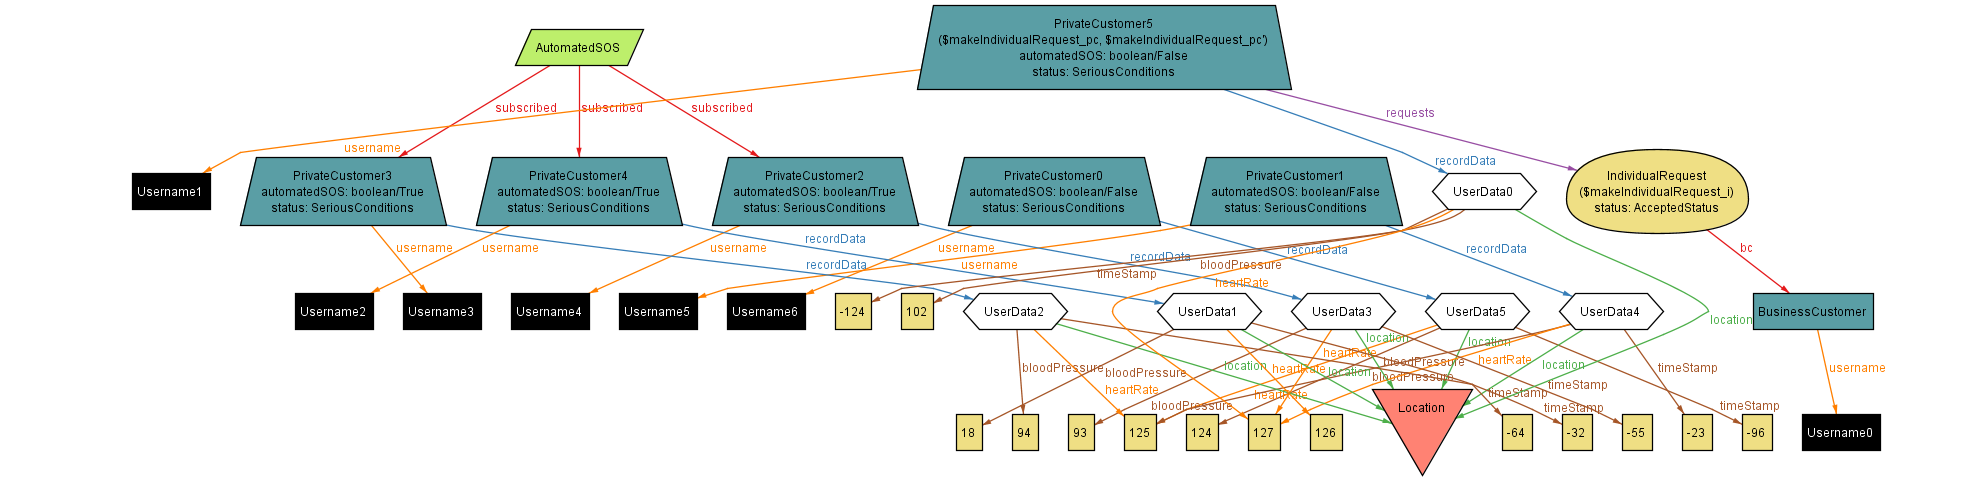 PrivateCustomer5
($makeIndividualRequest_pc, $makeIndividualRequest_pc')
automatedSOS: boolean/False
status: SeriousConditions
AutomatedSOS
subscribed
subscribed
subscribed
requests
username
recordData
Username1
PrivateCustomer3
automatedSOS: boolean/True
status: SeriousConditions
PrivateCustomer4
automatedSOS: boolean/True
status: SeriousConditions
PrivateCustomer2
automatedSOS: boolean/True
status: SeriousConditions
PrivateCustomer0
automatedSOS: boolean/False
status: SeriousConditions
PrivateCustomer1
automatedSOS: boolean/False
status: SeriousConditions
UserData0
IndividualRequest
($makeIndividualRequest_i)
status: AcceptedStatus
username
username
recordData
username
username
recordData
recordData
recordData
bc
recordData
username
bloodPressure
timeStamp
heartRate
Username2
Username3
Username4
Username5
Username6
-124
102
UserData2
UserData1
UserData3
UserData5
UserData4
BusinessCustomer
location
location
location
heartRate
heartRate
bloodPressure
location
location
location
bloodPressure
bloodPressure
heartRate
bloodPressure
timeStamp
username
heartRate
timeStamp
heartRate
timeStamp
bloodPressure
timeStamp
timeStamp
Location
18
94
93
125
124
127
126
-64
-32
-55
-23
-96
Username0